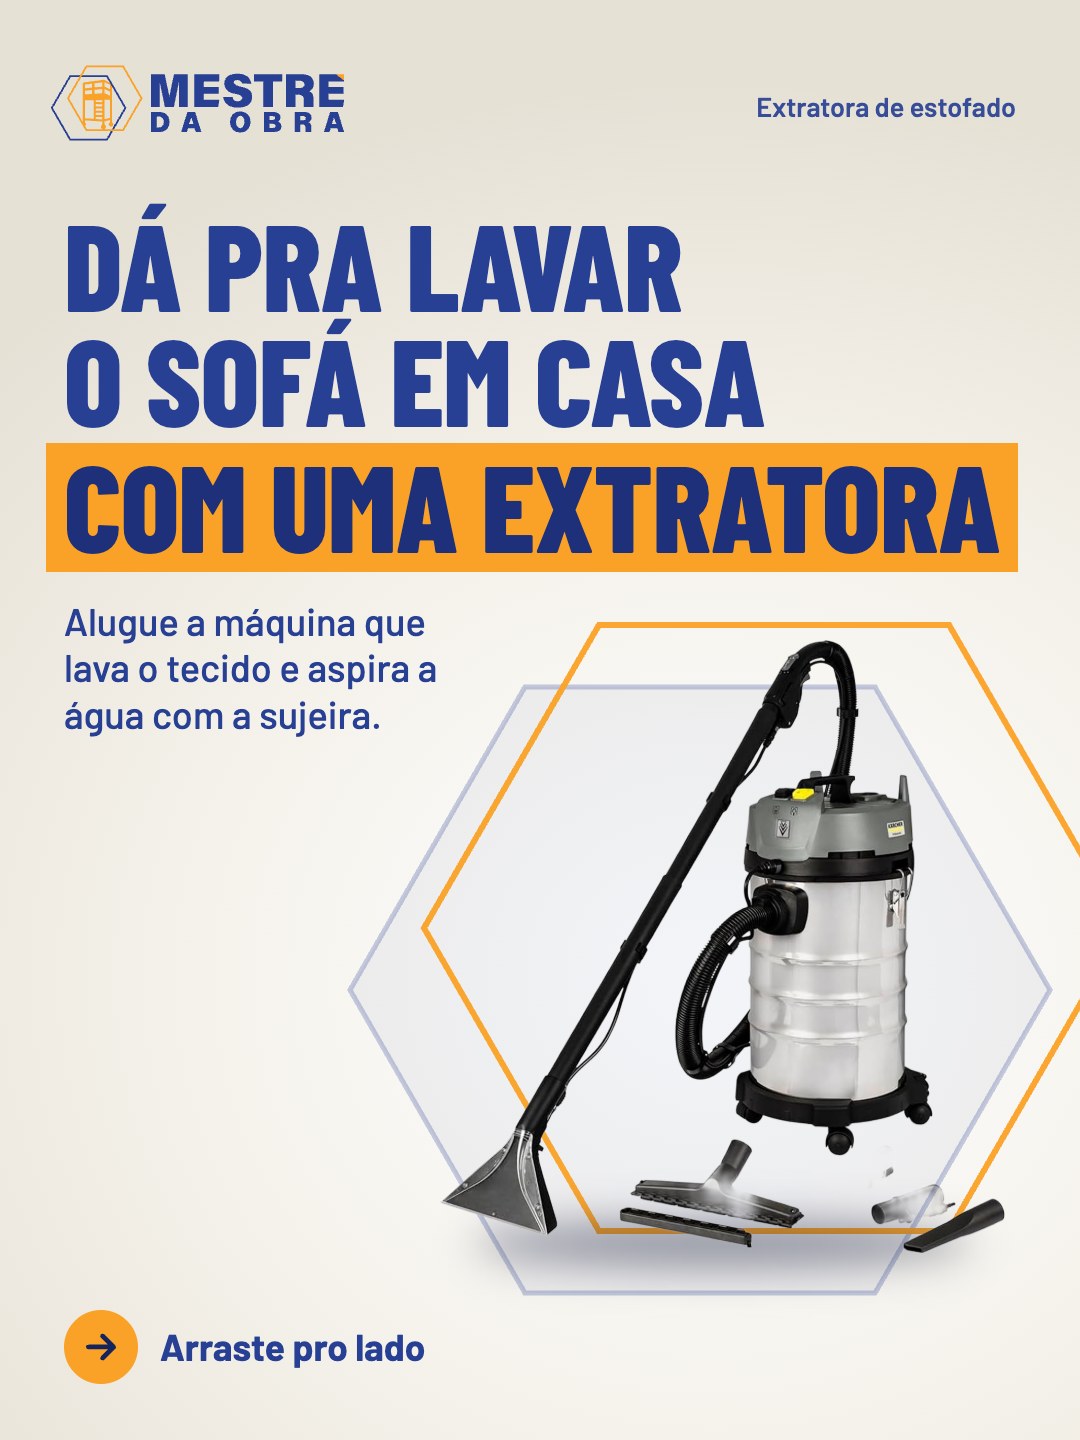 MESTRE
DA OBRA
Extratora de estofado
DÁ PRA LAVAR
O SOFÁ EM CASA
COM UMA EXTRATORA
Alugue a máquina que
lava o tecido e aspira a
água com a sujeira.
KÄRCHER
Arraste pro lado